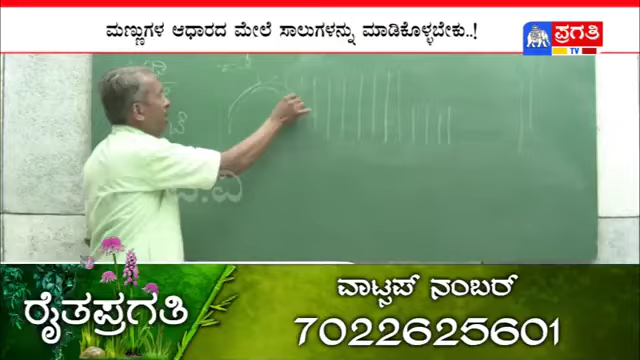 ಮಣ್ಣುಗಳ ಆಧಾರದ ಮೇಲೆ ಸಾಲುಗಳನ್ನು ಮಾಡಿಕೊಳ್ಳಬೇಕು..!
ಪ್ರಗತಿ
TV
ರೈತಪ್ರಗತಿ
ವಾಟ್ಸಪ್ ನಂಬರ್
7022625601